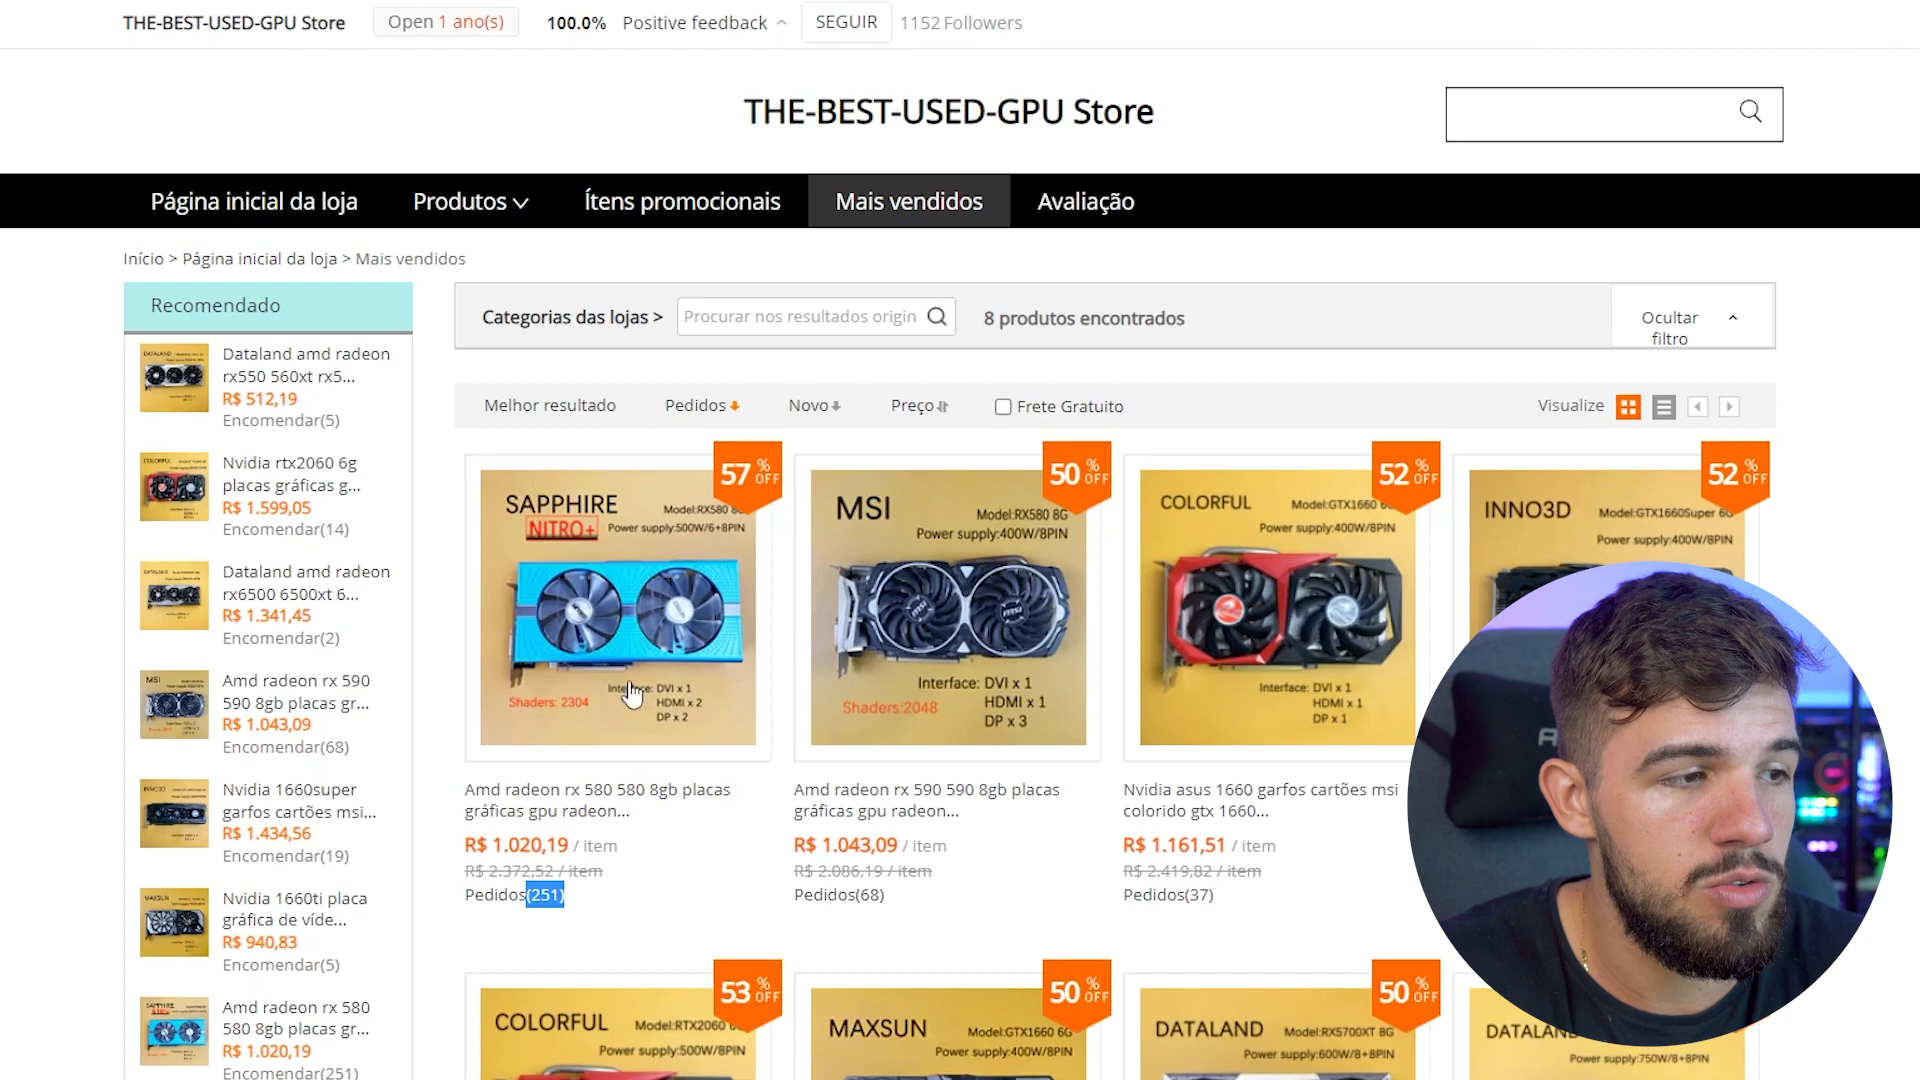 THE-BEST-USED-GPU Store
Open 1 ano(s)
100.0% Positive feedback
SEGUIR
1152 Followers
THE-BEST-USED-GPU Store
Página inicial da loja
Produtos
Ítens promocionais
Mais vendidos
Avaliação
Início > Página inicial da loja > Mais vendidos
Recomendado
Dataland amd radeon
rx550 560xt rx5...
R$ 512,19
Encomendar(5)
Nvidia rtx2060 6g
placas gráficas g...
R$ 1.599,05
Encomendar(14)
Dataland amd radeon
rx6500 6500xt 6...
R$ 1.341,45
Encomendar(2)
Amd radeon rx 590
590 8gb placas gr...
R$ 1.043,09
Encomendar(68)
Nvidia 1660super
garfos cartões msi...
R$ 1.434,56
Encomendar(19)
Nvidia 1660ti placa
gráfica de víde...
R$ 940,83
Encomendar(5)
Amd radeon rx 580
580 8gb placas gr...
R$ 1.020,19
Encomendar(251)
Categorias das lojas >
Procurar nos resultados origin
8 produtos encontrados
Ocultar
filtro
Melhor resultado
Pedidos
Novo
Preço
Frete Gratuito
Visualize
57 % OFF
SAPPHIRE
NITRO+
Model:RX580 8G
Power supply:500W/6+8PIN
Shaders: 2304
Interface: DVI x 1
HDMI x 2
DP x 2
Amd radeon rx 580 580 8gb placas
gráficas gpu radeon...
R$ 1.020,19 / item
R$ 2.372,52 / item
Pedidos(251)
50 % OFF
MSI
Model:RX580 8G
Power supply:400W/8PIN
Shaders:2048
Interface: DVI x 1
HDMI x 1
DP x 3
Amd radeon rx 590 590 8gb placas
gráficas gpu radeon...
R$ 1.043,09 / item
R$ 2.086,19 / item
Pedidos(68)
52 % OFF
COLORFUL
Model:GTX1660
Power supply:400W/8PIN
Interface: DVI x 1
HDMI x 1
DP x 1
Nvidia asus 1660 garfos cartões msi
colorido gtx 1660...
R$ 1.161,51 / item
R$ 2.419,82 / item
Pedidos(37)
52 % OFF
INNO3D
Model:GTX1660Super 6G
Power supply:400W/8PIN
53 % OFF
COLORFUL
Model:RTX2060
Power supply:500W/8PIN
50 % OFF
MAXSUN
Model:GTX1660 6G
Power supply:400W/8PIN
50 % OFF
DATALAND
Model:RX5700XT 8G
Power supply:600W/8+8PIN
DATALAN
Power supply:750W/8+8PIN